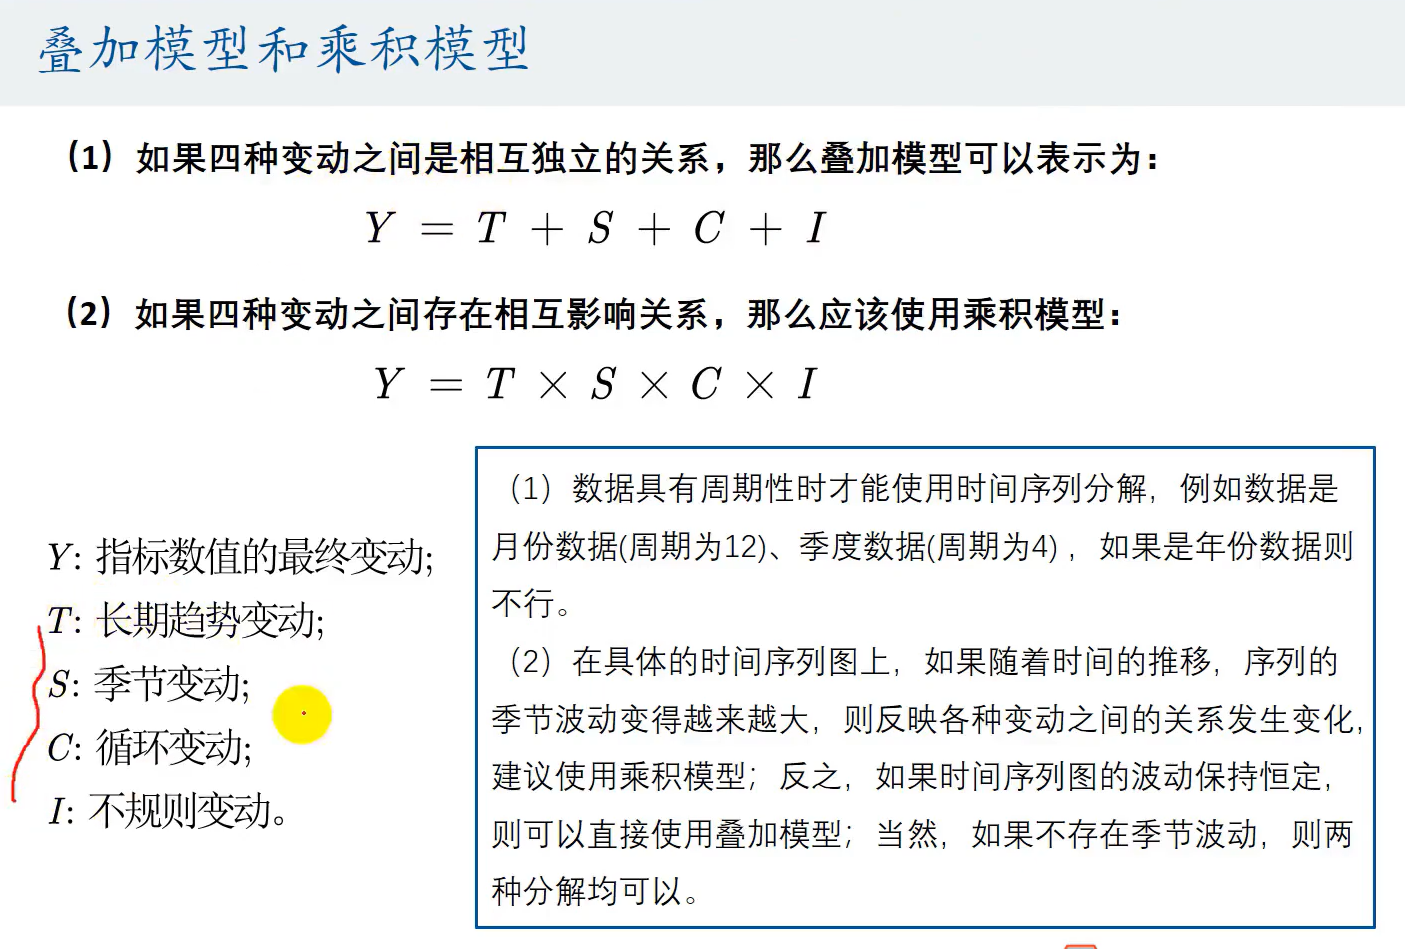 叠加模型和乘积模型
（1）如果四种变动之间是相互独立的关系，那么叠加模型可以表示为：
Y = T + S + C + I
（2）如果四种变动之间存在相互影响关系，那么应该使用乘积模型：
Y = T × S × C × I
Y: 指标数值的最终变动;
T: 长期趋势变动;
S: 季节变动;
C: 循环变动;
I: 不规则变动。
（1）数据具有周期性时才能使用时间序列分解，例如数据是
月份数据(周期为12)、季度数据(周期为4) ，如果是年份数据则
不行。
（2）在具体的时间序列图上，如果随着时间的推移，序列的
季节波动变得越来越大，则反映各种变动之间的关系发生变化，
建议使用乘积模型；反之，如果时间序列图的波动保持恒定，
则可以直接使用叠加模型；当然，如果不存在季节波动，则两
种分解均可以。